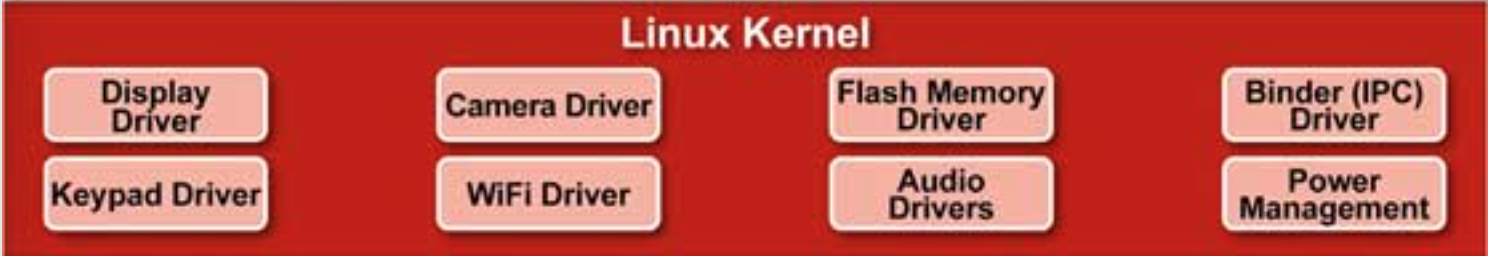 Linux Kernel
Display
Driver
Camera Driver
Flash Memory
Driver
Binder (IPC)
Driver
Keypad Driver
WiFi Driver
Audio
Drivers
Power
Management